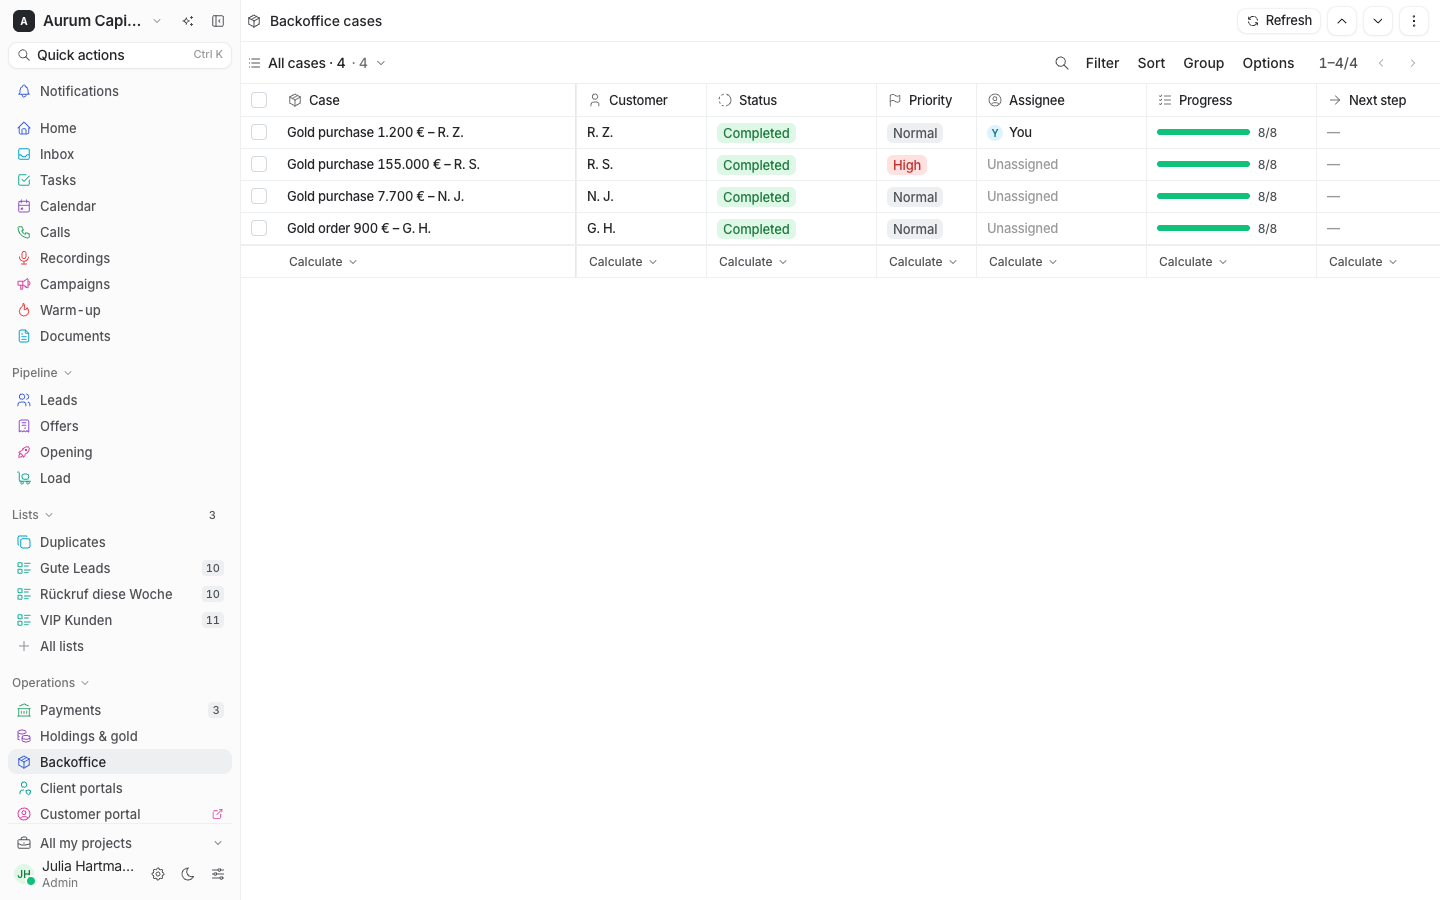 A Aurum Capi...
Quick actions Ctrl K
Notifications
Home
Inbox
Tasks
Calendar
Calls
Recordings
Campaigns
Warm-up
Documents
Pipeline
Leads
Offers
Opening
Load
Lists 3
Duplicates
Gute Leads 10
Rückruf diese Woche 10
VIP Kunden 11
All lists
Operations
Payments 3
Holdings & gold
Backoffice
Client portals
Customer portal
All my projects
JH Julia Hartma...
Admin
Backoffice cases Refresh
All cases · 4 · 4 Filter Sort Group Options 1–4/4
Case Customer Status Priority Assignee Progress Next step
Gold purchase 1.200 € – R. Z. R. Z. Completed Normal Y You 8/8 —
Gold purchase 155.000 € – R. S. R. S. Completed High Unassigned 8/8 —
Gold purchase 7.700 € – N. J. N. J. Completed Normal Unassigned 8/8 —
Gold order 900 € – G. H. G. H. Completed Normal Unassigned 8/8 —
Calculate Calculate Calculate Calculate Calculate Calculate Calculate